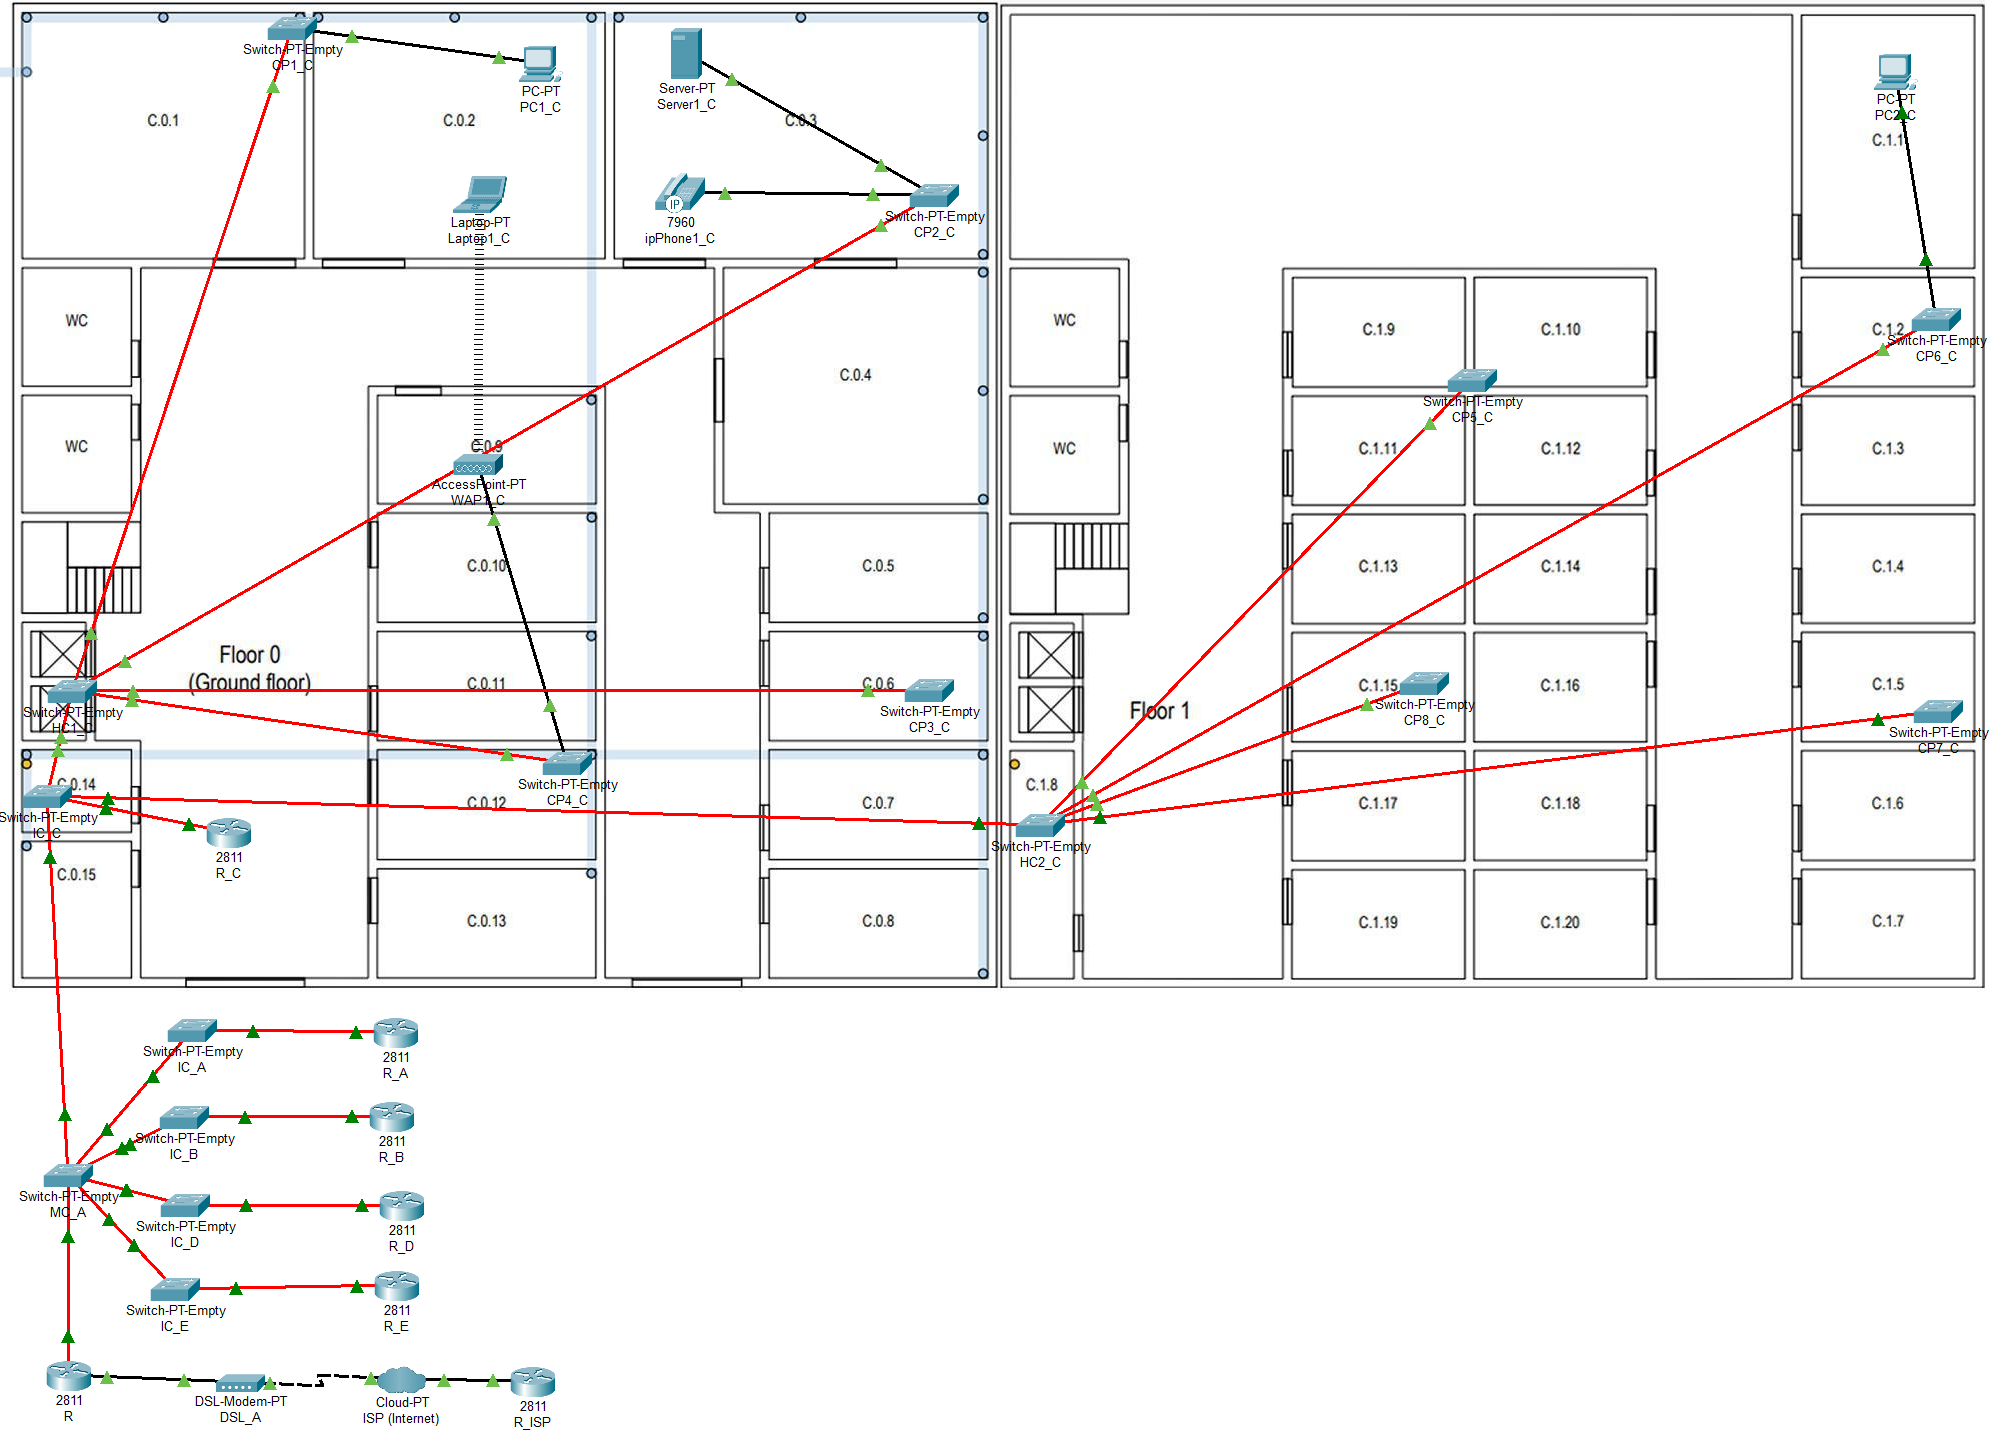 Switch-PT-Empty
CP1_C
PC-PT
PC1_C
Server-PT
Server1_C
PC-PT
PC2_C
C.0.1
C.0.2
C.0.3
C.1.1
Laptop-PT
Laptop1_C
7960
ipPhone1_C
IP
Switch-PT-Empty
CP2_C
WC
WC
C.1.9
C.1.10
C.1.2
Switch-PT-Empty
CP6_C
C.0.4
Switch-PT-Empty
CP5_C
WC
C.0.9
WC
C.1.11
C.1.12
C.1.3
AccessPoint-PT
WAP1_C
C.0.10
C.0.5
C.1.13
C.1.14
C.1.4
Floor 0
(Ground floor)
C.0.11
C.0.6
Switch-PT-Empty
CP3_C
Floor 1
C.1.15
Switch-PT-Empty
CP8_C
C.1.16
C.1.5
Switch-PT-Empty
CP7_C
Switch-PT-Empty
HC1_C
C.0.14
Switch-PT-Empty
IC_C
2811
R_C
C.0.12
Switch-PT-Empty
CP4_C
C.0.7
C.1.8
Switch-PT-Empty
HC2_C
C.1.17
C.1.18
C.1.6
C.0.15
C.0.13
C.0.8
C.1.19
C.1.20
C.1.7
Switch-PT-Empty
IC_A
2811
R_A
Switch-PT-Empty
IC_B
2811
R_B
Switch-PT-Empty
MC_A
Switch-PT-Empty
IC_D
2811
R_D
Switch-PT-Empty
IC_E
2811
R_E
2811
R
DSL-Modem-PT
DSL_A
Cloud-PT
ISP (Internet)
2811
R_ISP